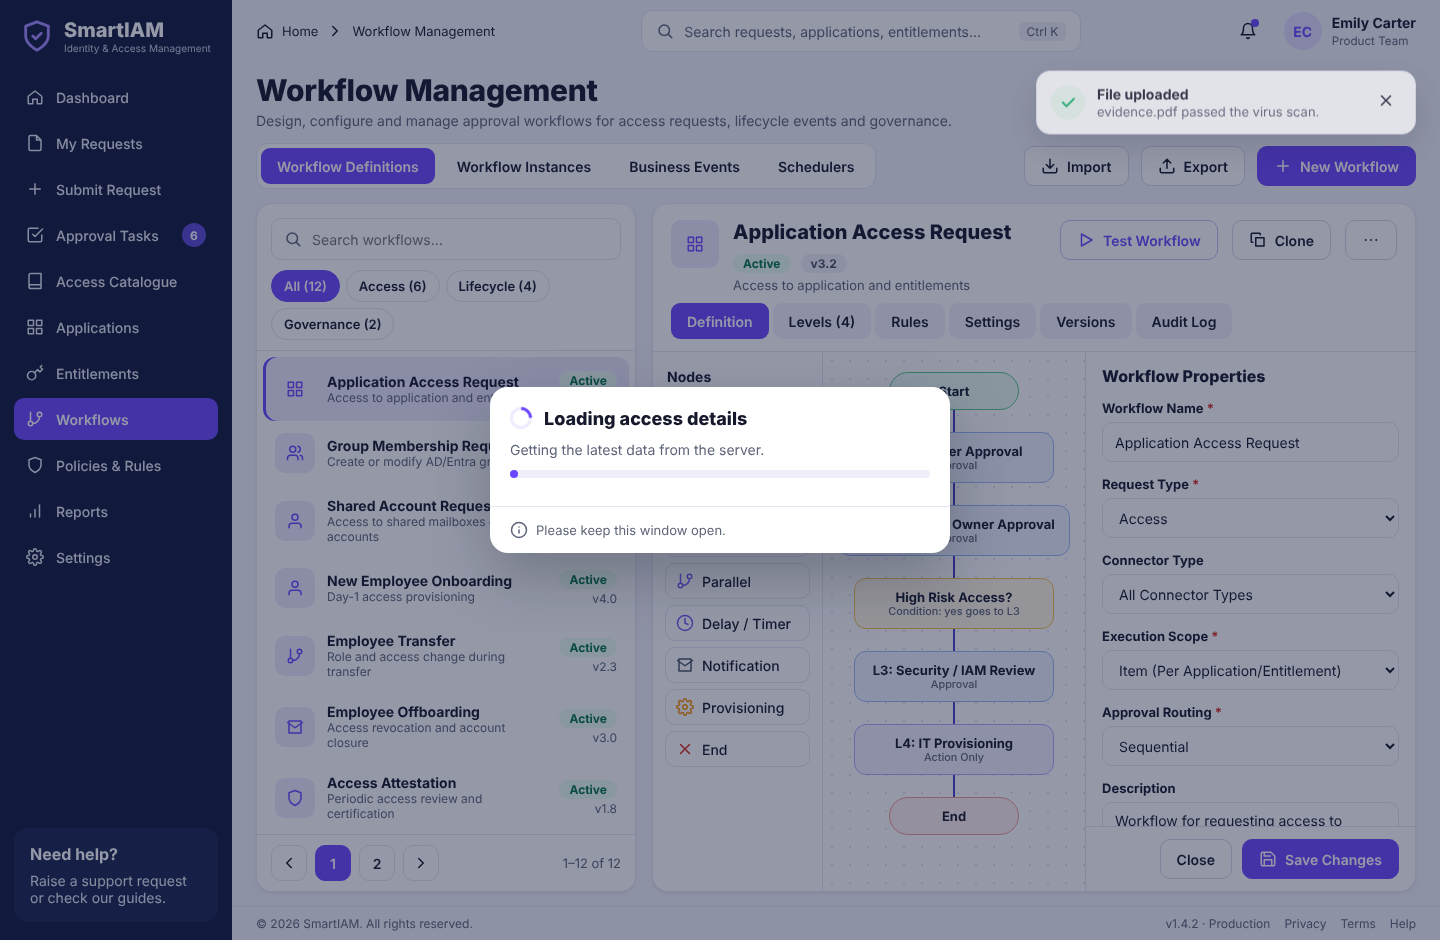 SmartIAM
Identity & Access Management
Dashboard
My Requests
Submit Request
Approval Tasks 6
Access Catalogue
Applications
Entitlements
Workflows
Policies & Rules
Reports
Settings
Need help?
Raise a support request
or check our guides.
Home Workflow Management
Search requests, applications, entitlements... Ctrl K
EC
Emily Carter
Product Team
Workflow Management
Design, configure and manage approval workflows for access requests, lifecycle events and governance.
File uploaded
evidence.pdf passed the virus scan.
Workflow Definitions Workflow Instances Business Events Schedulers
Import Export New Workflow
Search workflows...
All (12) Access (6) Lifecycle (4)
Governance (2)
Application Access Request Active
Access to application and
Group Membership
Create or modify AD/Entra
Shared Account
Access to shared mailboxes
accounts
New Employee Onboarding Active
Day-1 access provisioning v4.0
Employee Transfer Active
Role and access change during v2.3
transfer
Employee Offboarding Active
Access revocation and account v3.0
closure
Access Attestation Active
Periodic access review and v1.8
certification
1 2 1–12 of 12
Application Access Request
Active v3.2
Access to application and entitlements
Test Workflow Clone ...
Definition Levels (4) Rules Settings Versions Audit Log
Nodes
Parallel
Delay / Timer
Notification
Provisioning
End
Approval
Owner Approval
High Risk Access?
Condition: yes goes to L3
L3: Security / IAM Review
Approval
L4: IT Provisioning
Action Only
End
Workflow Properties
Workflow Name *
Application Access Request
Request Type *
Access
Connector Type
All Connector Types
Execution Scope *
Item (Per Application/Entitlement)
Approval Routing *
Sequential
Description
Workflow for requesting access to
Close Save Changes
Loading access details
Getting the latest data from the server.
Please keep this window open.
© 2026 SmartIAM. All rights reserved.
v1.4.2 · Production Privacy Terms Help